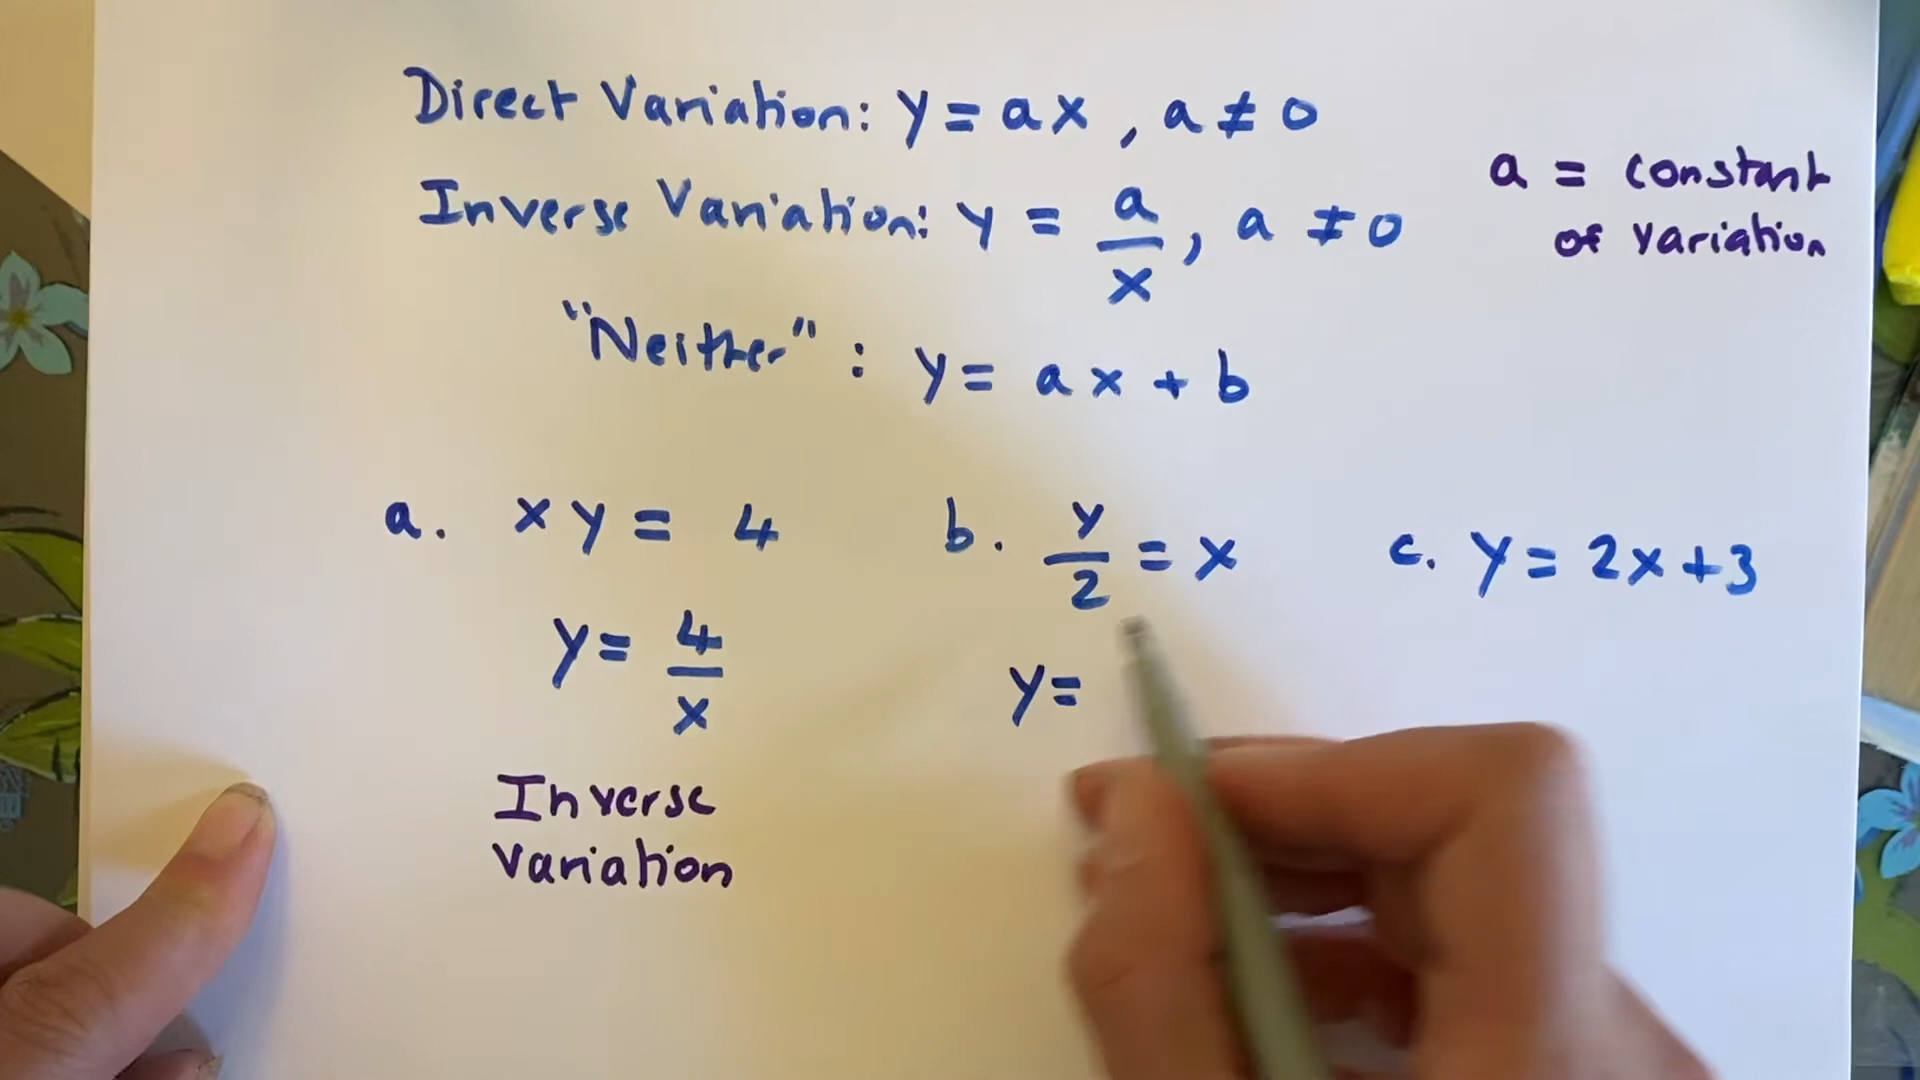 Direct Variation: y = ax , a ≠ 0
Inverse Variation: y = a/x, a ≠ 0
a = constant
of variation
"Neither" : y = ax + b
a. xy = 4
b. y/2 = x
c. y = 2x + 3
y = 4/x
y =
Inverse
Variation